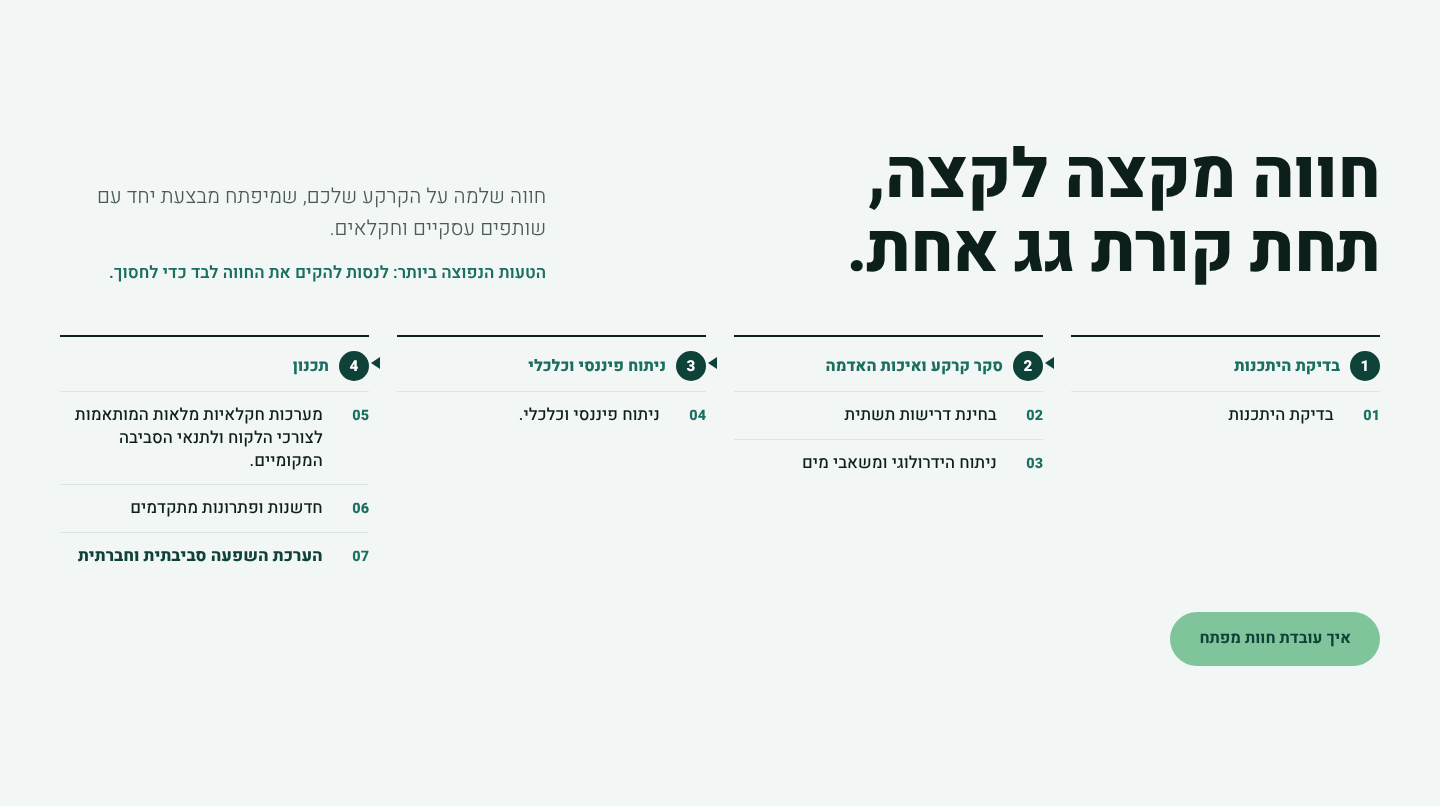 חווה מקצה לקצה,
תחת קורת גג אחת.
חווה שלמה על הקרקע שלכם, שמיפתח מבצעת יחד עם
שותפים עסקיים וחקלאים.
הטעות הנפוצה ביותר: לנסות להקים את החווה לבד כדי לחסוך.
1 בדיקת היתכנות
01 בדיקת היתכנות
2 סקר קרקע ואיכות האדמה
02 בחינת דרישות תשתית
03 ניתוח הידרולוגי ומשאבי מים
3 ניתוח פיננסי וכלכלי
04 ניתוח פיננסי וכלכלי.
4 תכנון
05 מערכות חקלאיות מלאות המותאמות
לצורכי הלקוח ולתנאי הסביבה
המקומיים.
06 חדשנות ופתרונות מתקדמים
07 הערכת השפעה סביבתית וחברתית
איך עובדת חוות מפתח